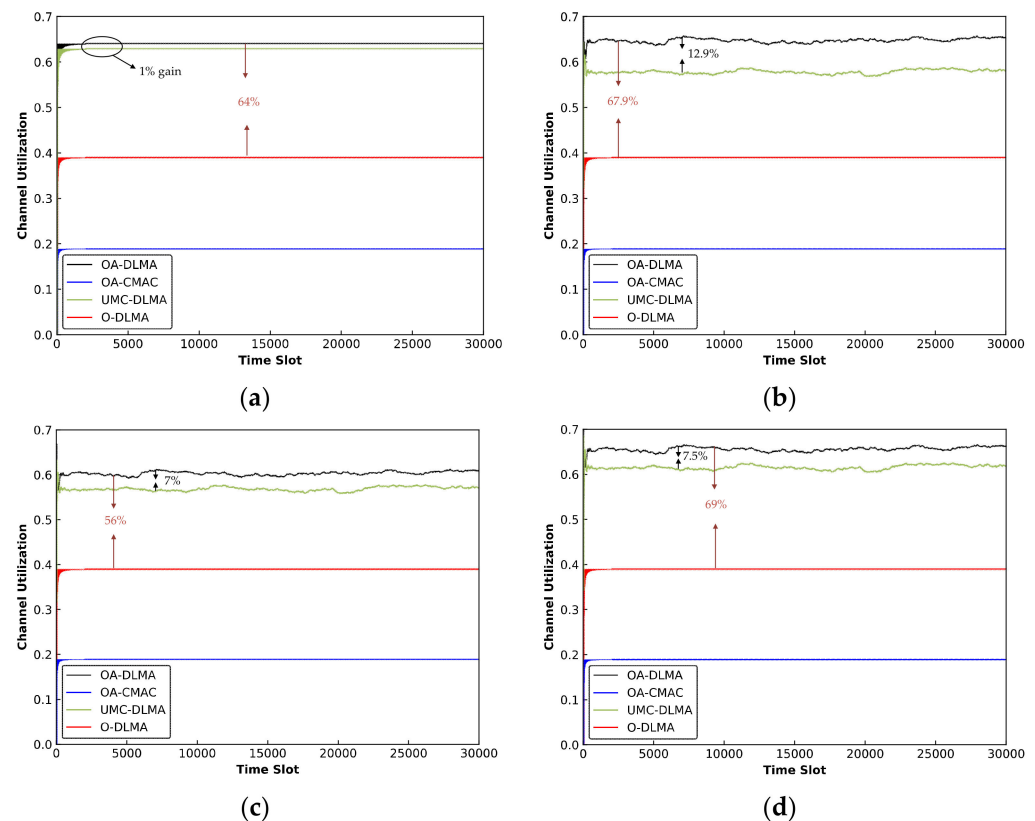 0.7
0.6
0.5
0.4
0.3
0.2
0.1
0.0
Channel Utilization
1% gain
64%
OA-DLMA
OA-CMAC
UMC-DLMA
O-DLMA
0 5000 10000 15000 20000 25000 30000
Time Slot
(a)
0.7
0.6
0.5
0.4
0.3
0.2
0.1
0.0
Channel Utilization
12.9%
67.9%
OA-DLMA
OA-CMAC
UMC-DLMA
O-DLMA
0 5000 10000 15000 20000 25000 30000
Time Slot
(b)
0.7
0.6
0.5
0.4
0.3
0.2
0.1
0.0
Channel Utilization
7%
56%
OA-DLMA
OA-CMAC
UMC-DLMA
O-DLMA
0 5000 10000 15000 20000 25000 30000
Time Slot
(c)
0.7
0.6
0.5
0.4
0.3
0.2
0.1
0.0
Channel Utilization
7.5%
69%
OA-DLMA
OA-CMAC
UMC-DLMA
O-DLMA
0 5000 10000 15000 20000 25000 30000
Time Slot
(d)